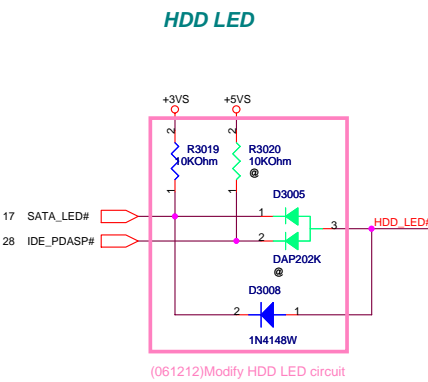 HDD LED
+3VS +5VS
2 2
R3019 R3020
10KOhm 10KOhm
@
1 1
D3005
17 SATA_LED# 1
3 HDD_LED#
28 IDE_PDASP# 2
DAP202K
@
D3008
2 1
1N4148W
(061212)Modify HDD LED circuit